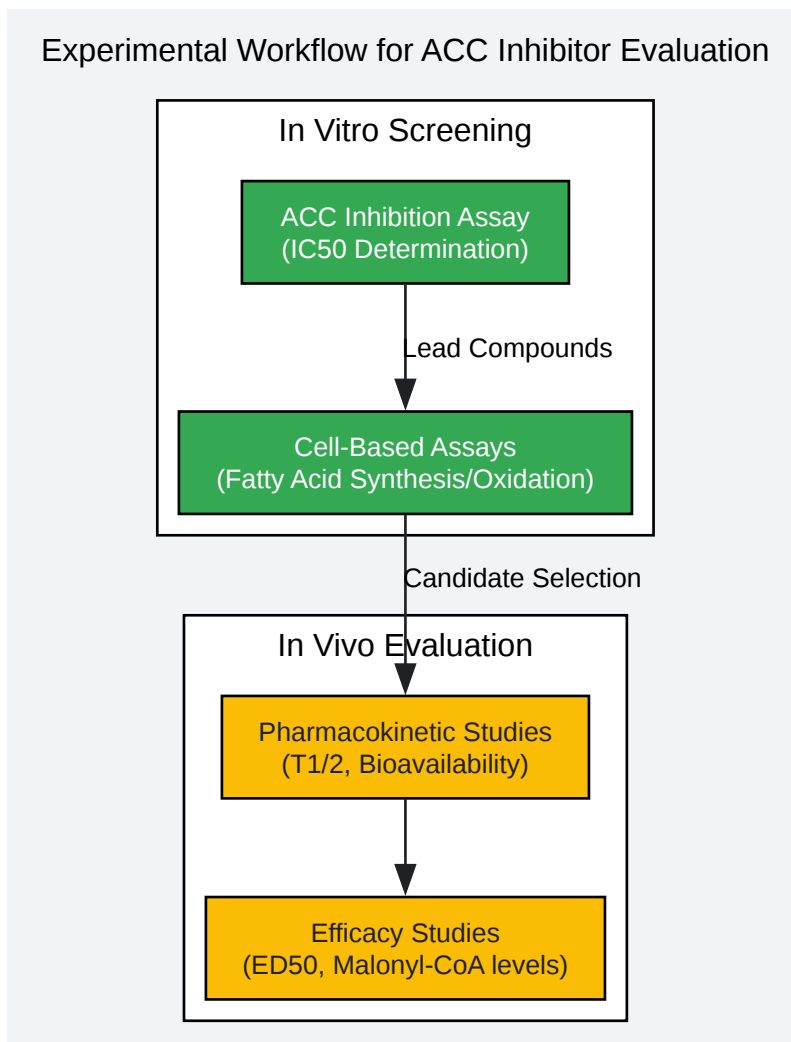 Experimental Workflow for ACC Inhibitor Evaluation
In Vitro Screening
ACC Inhibition Assay
(IC50 Determination)
Lead Compounds
Cell-Based Assays
(Fatty Acid Synthesis/Oxidation)
Candidate Selection
In Vivo Evaluation
Pharmacokinetic Studies
(T1/2, Bioavailability)
Efficacy Studies
(ED50, Malonyl-CoA levels)